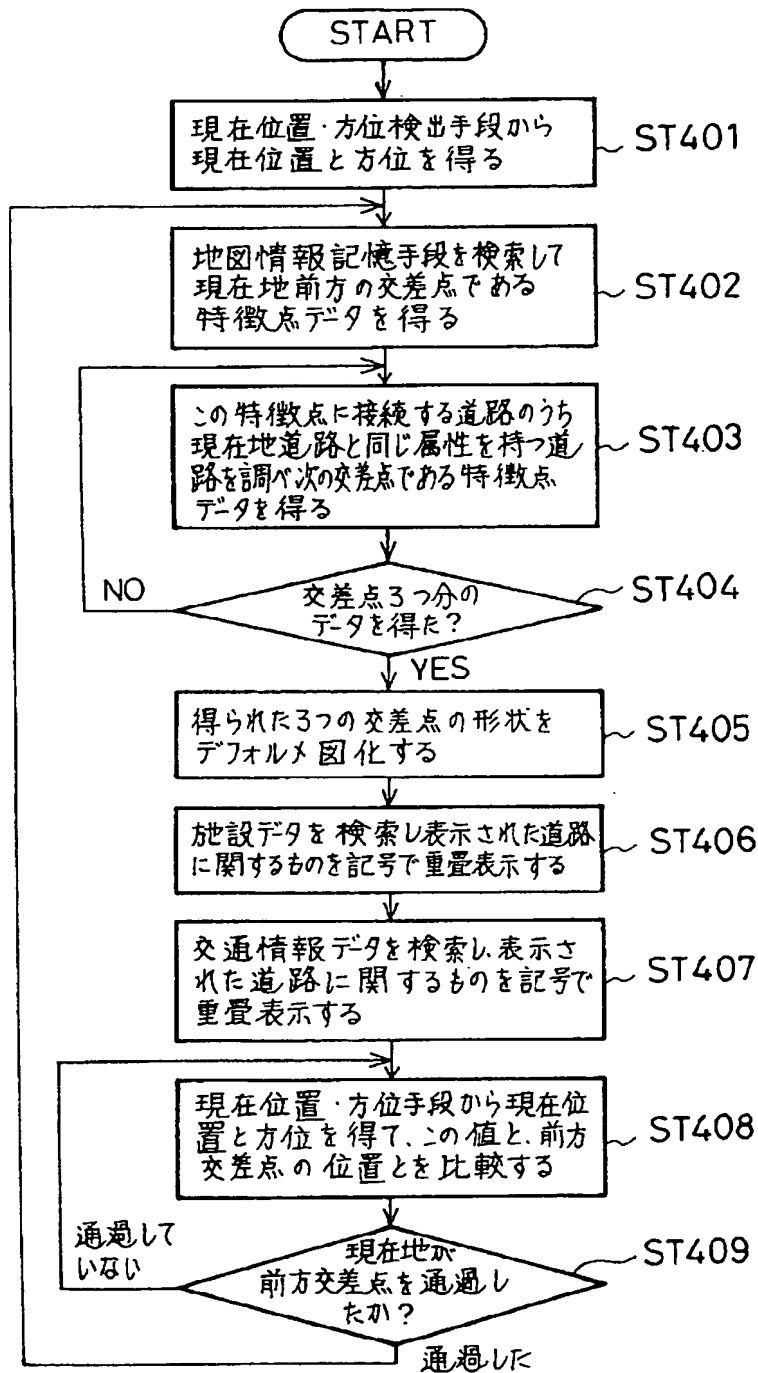 START
現在位置・方位検出手段から
現在位置と方位を得る
ST401
地図情報記憶手段を検索して
現在地前方の交差点である
特徴点データを得る
ST402
この特徴点に接続する道路のうち
現在地道路と同じ属性を持つ道
路を調べ次の交差点である特徴点
データを得る
ST403
交差点3つ分の
データを得た?
ST404
NO
YES
得られた3つの交差点の形状を
デフォルメ図化する
ST405
施設データを検索し表示された道路
に関するものを記号で重畳表示する
ST406
交通情報データを検索し、表示さ
れた道路に関するものを記号で
重畳表示する
ST407
現在位置・方位手段から現在位
置と方位を得て、この値と、前方
交差点の位置とを比較する
ST408
現在地が
前方交差点を通過し
たか?
ST409
通過して
いない
通過した